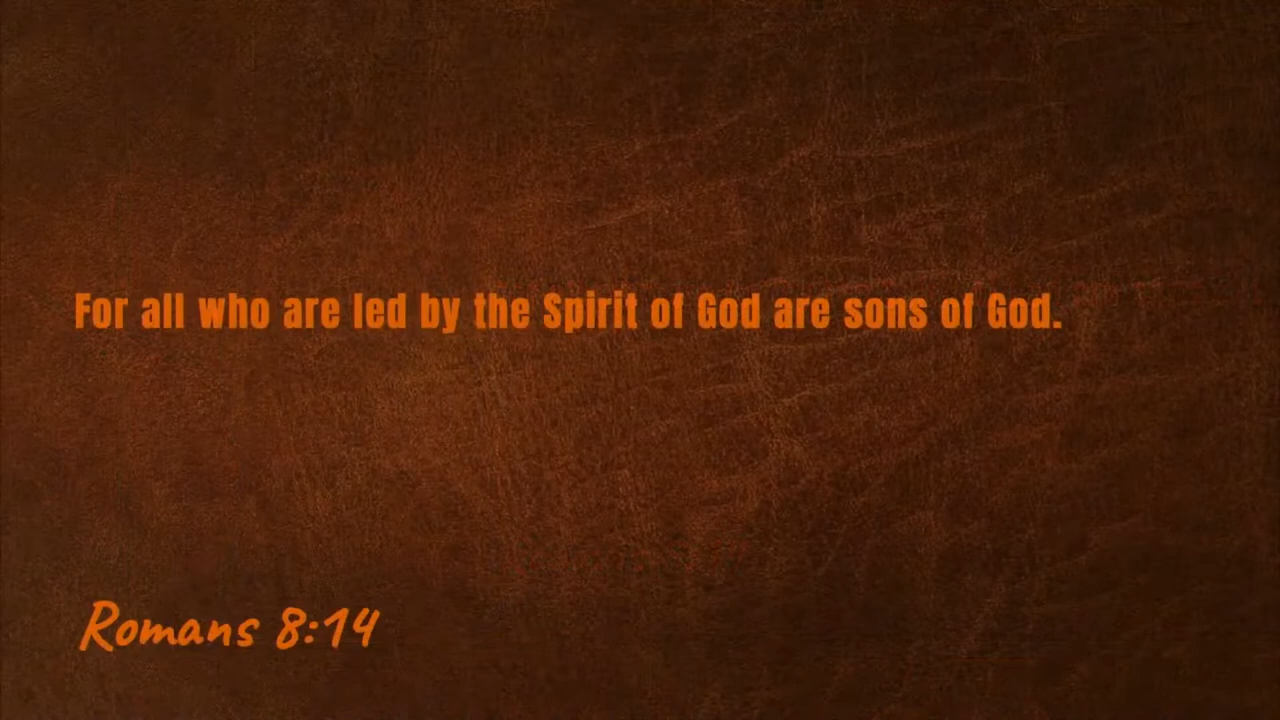 For all who are led by the Spirit of God are sons of God.
Romans 8:14